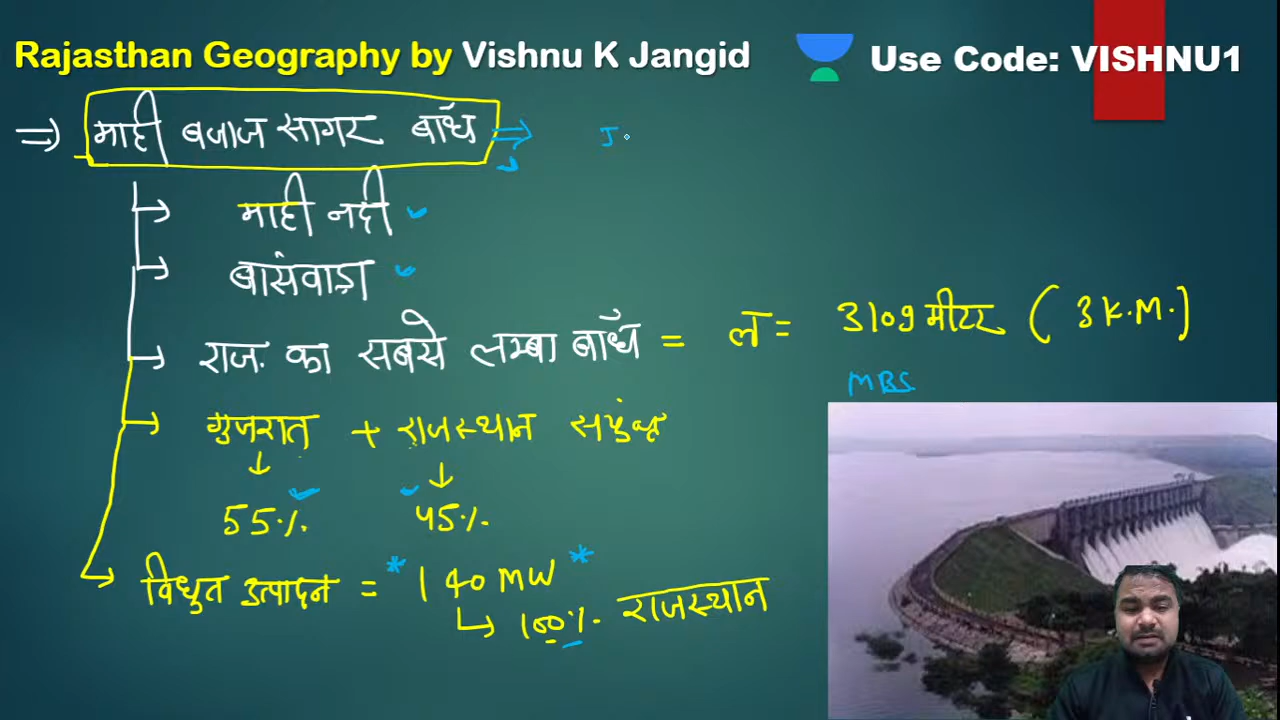 Rajasthan Geography by Vishnu K Jangid
Use Code: VISHNU1
⇒ माही बजाज सागर बाँध ⇒ J.
माही नदी
बासंवाड़ा
राज. का सबसे लम्बा बाँध = ल = 3109 मीटर ( 3 K.M. )
MBS
गुजरात + राजस्थान संयुक्त
55% 45%
विधुत उत्पादन = * 140 MW *
100% राजस्थान